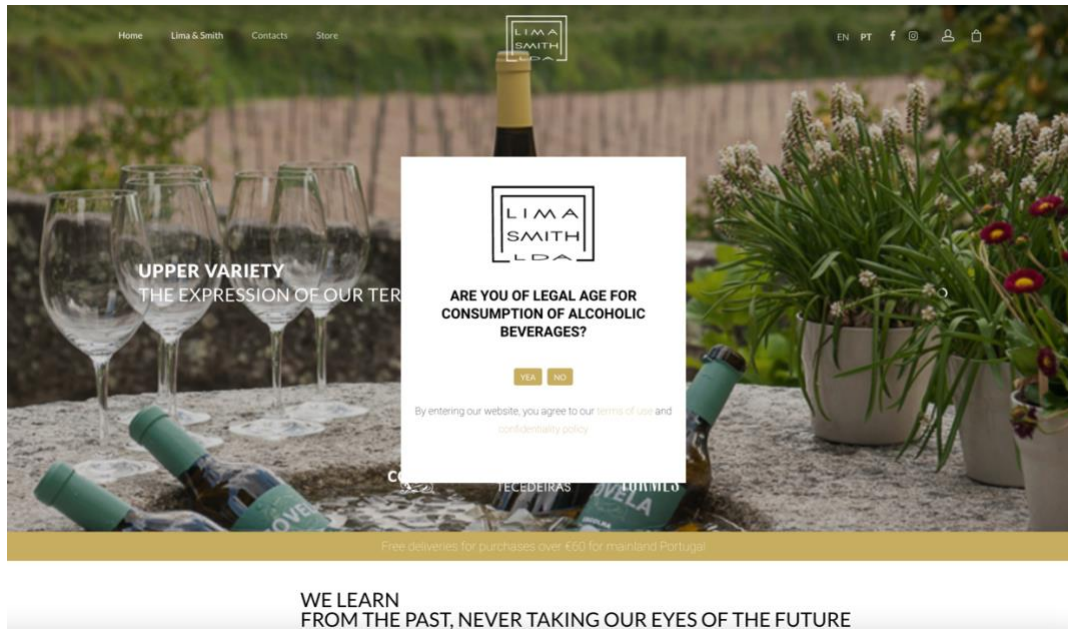 Home Lima & Smith Contacts Store
LIMA
SMITH
LDA
EN PT
LIMA
SMITH
LDA
UPPER VARIETY
THE EXPRESSION OF OUR TER
ARE YOU OF LEGAL AGE FOR
CONSUMPTION OF ALCOHOLIC
BEVERAGES?
YEA NO
By entering our website, you agree to our terms of use and
confidentiality policy
TECEDEIRAS
OVELA
Free deliveries for purchases over €60 for mainland Portugal
WE LEARN
FROM THE PAST, NEVER TAKING OUR EYES OF THE FUTURE